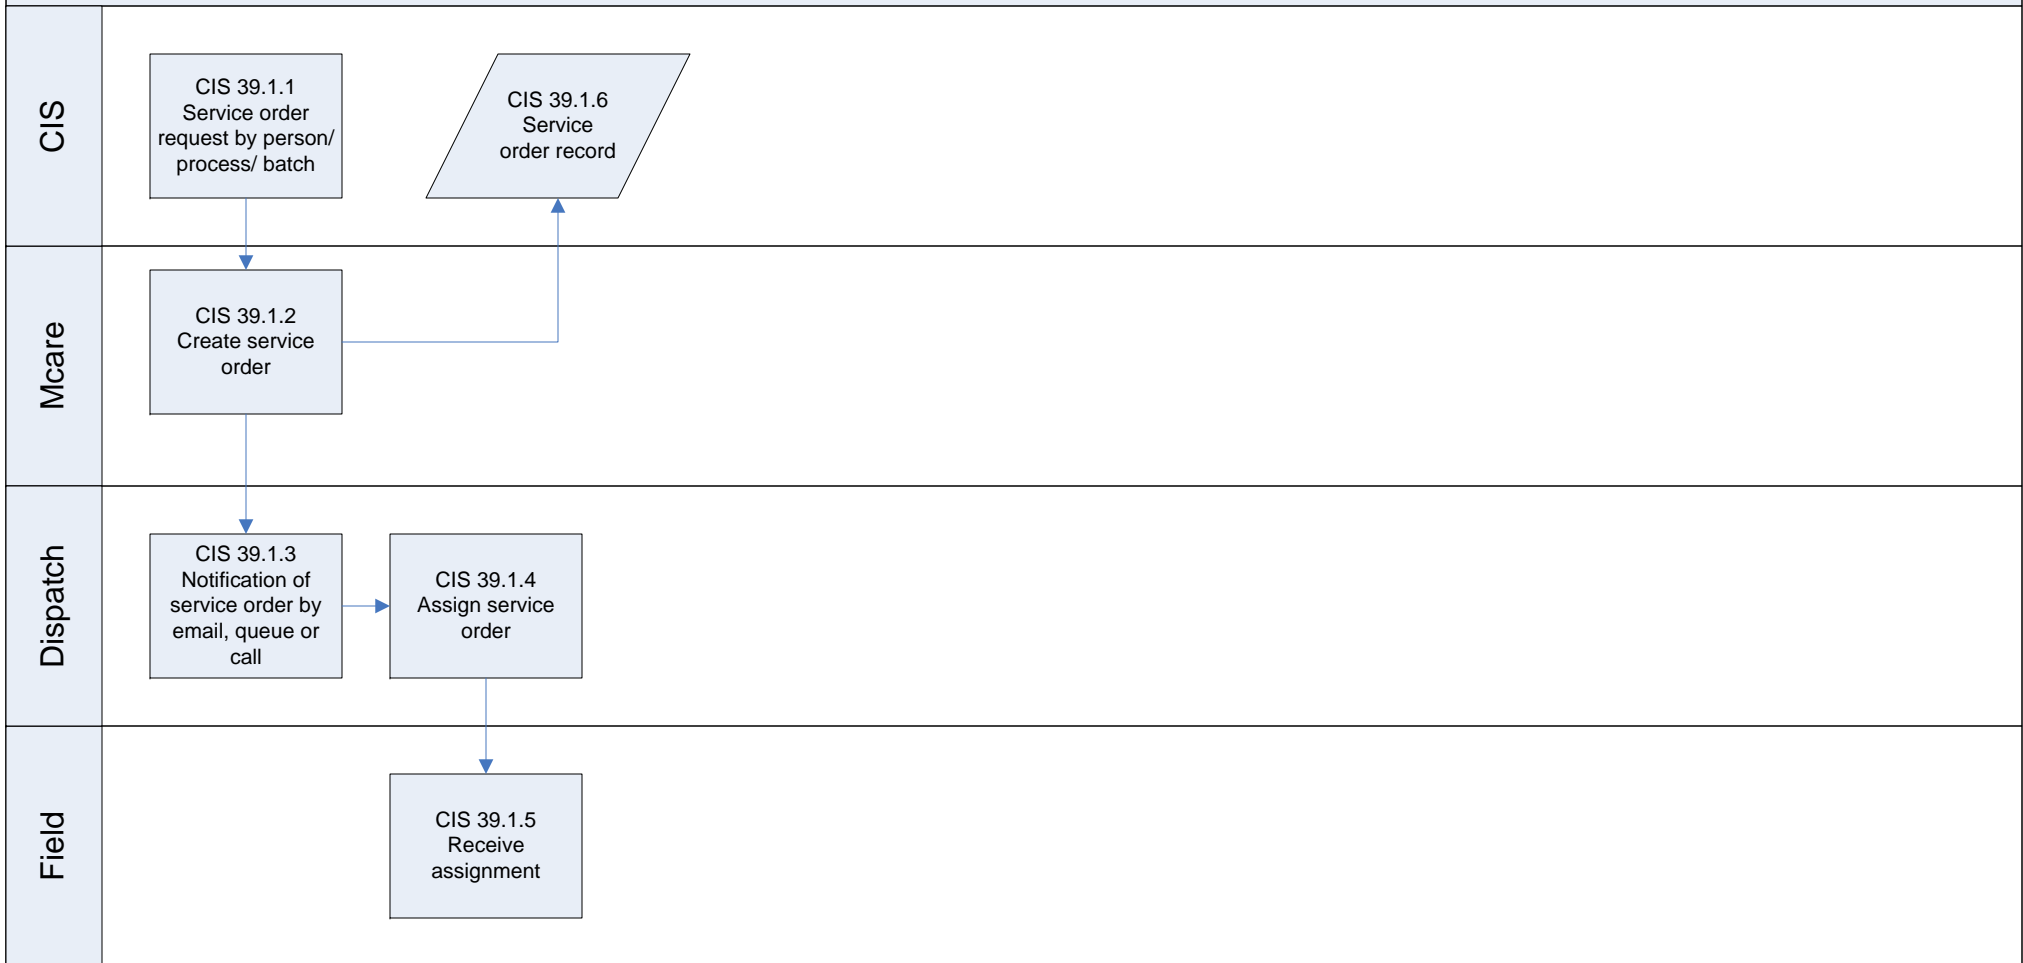 CIS
CIS 39.1.1
Service order
request by person/
process/ batch
CIS 39.1.6
Service
order record
Mcare
CIS 39.1.2
Create service
order
Dispatch
CIS 39.1.3
Notification of
service order by
email, queue or
call
CIS 39.1.4
Assign service
order
Field
CIS 39.1.5
Receive
assignment